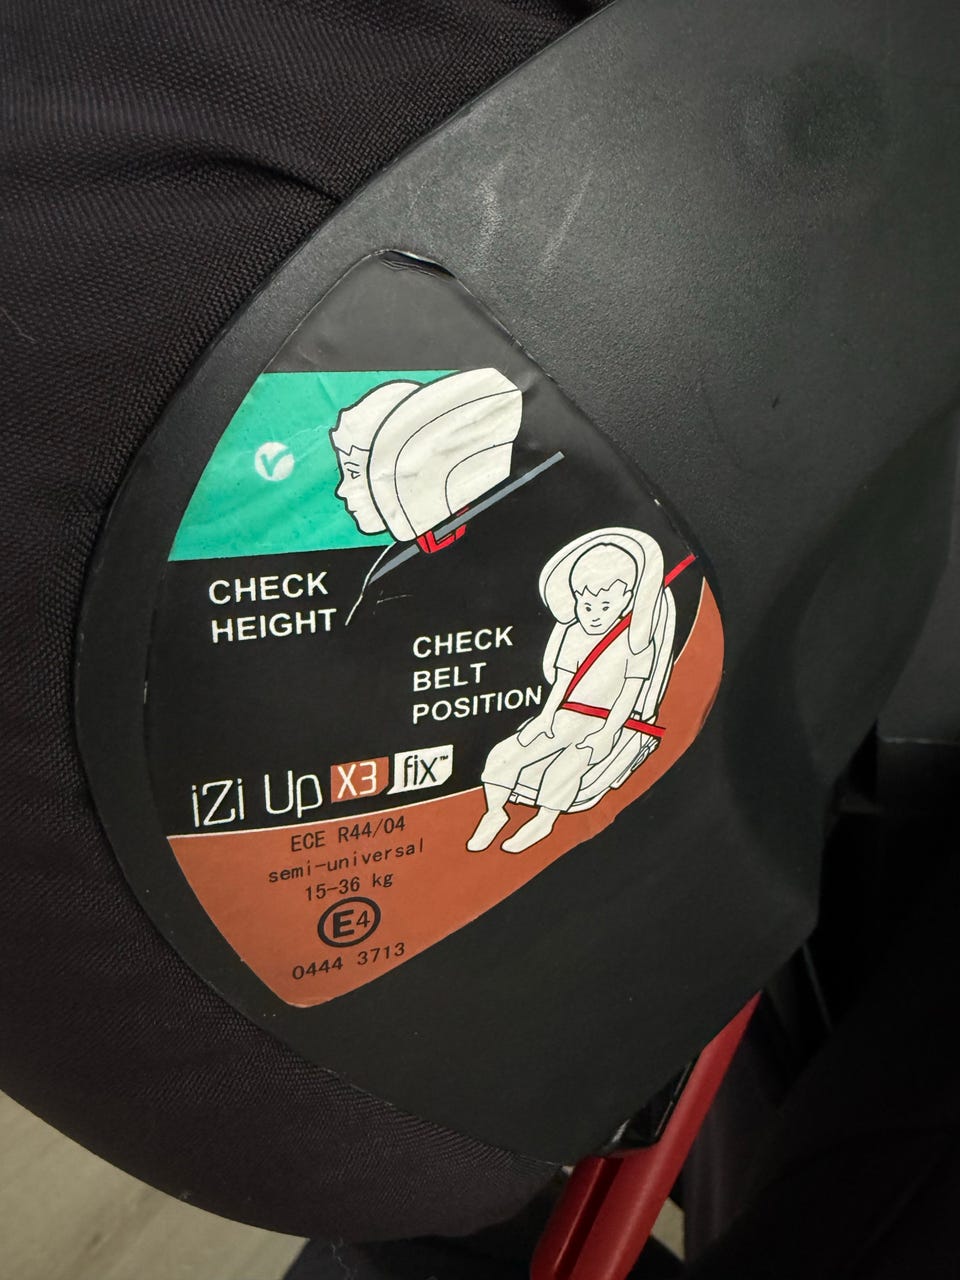 CHECK
HEIGHT
CHECK
BELT
POSITION
iZi Up X3 fix™
ECE R44/04
semi-universal
15-36 kg
E4
0444 3713